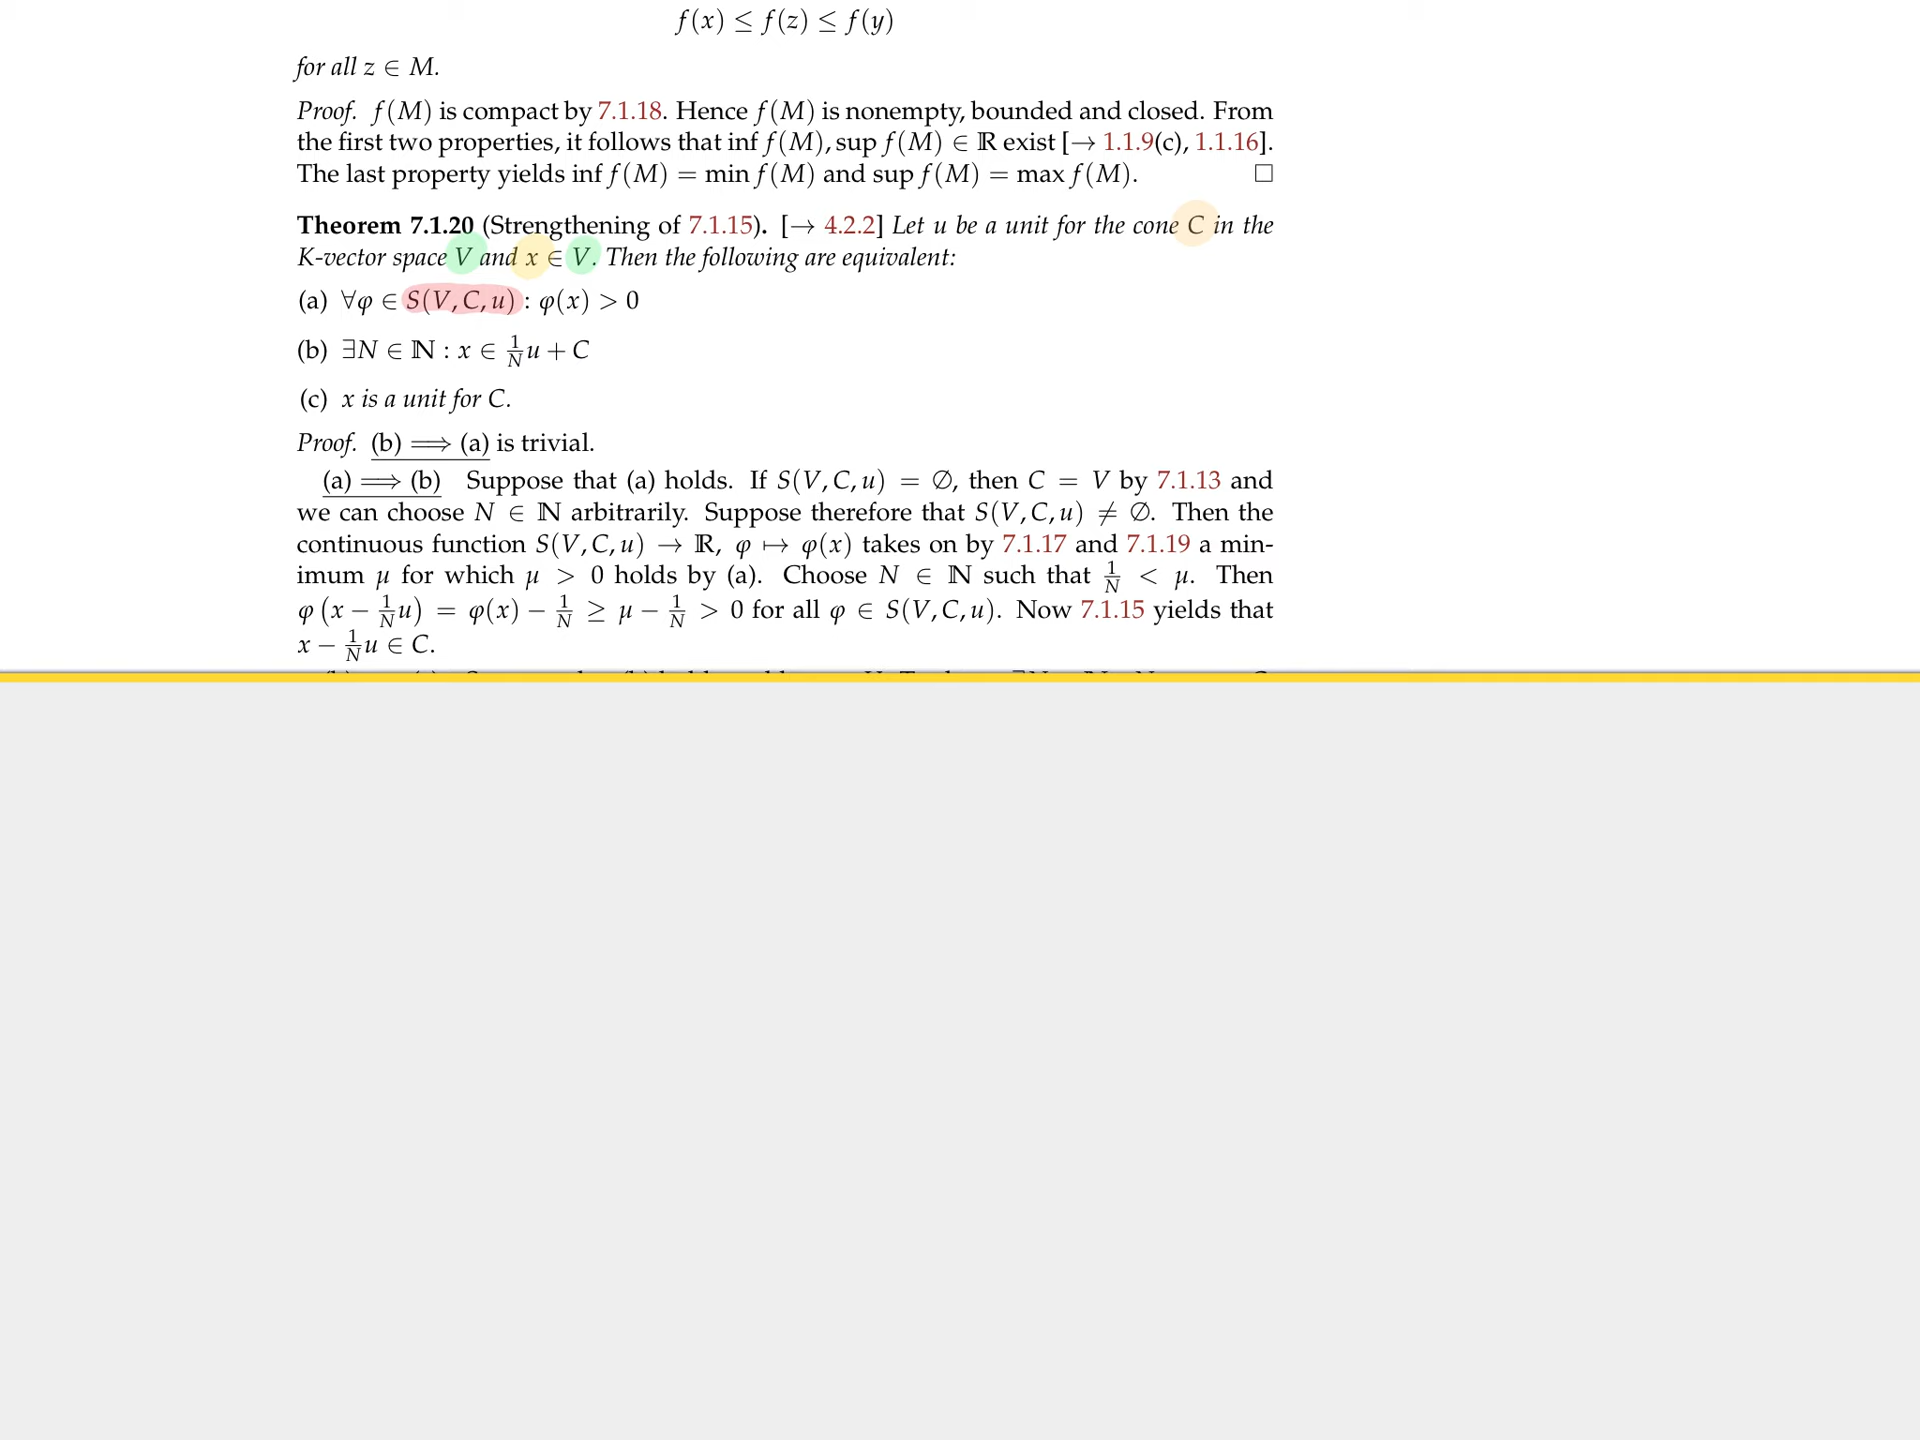 f(x) ≤ f(z) ≤ f(y)
for all z ∈ M.
Proof. f(M) is compact by 7.1.18. Hence f(M) is nonempty, bounded and closed. From
the first two properties, it follows that inf f(M), sup f(M) ∈ ℝ exist [→ 1.1.9(c), 1.1.16].
The last property yields inf f(M) = min f(M) and sup f(M) = max f(M). □
Theorem 7.1.20 (Strengthening of 7.1.15). [→ 4.2.2] Let u be a unit for the cone C in the
K-vector space V and x ∈ V. Then the following are equivalent:
(a) ∀φ ∈ S(V, C, u) : φ(x) > 0
(b) ∃N ∈ ℕ : x ∈ 1/N u + C
(c) x is a unit for C.
Proof. (b) ⟹ (a) is trivial.
(a) ⟹ (b) Suppose that (a) holds. If S(V, C, u) = ∅, then C = V by 7.1.13 and
we can choose N ∈ ℕ arbitrarily. Suppose therefore that S(V, C, u) ≠ ∅. Then the
continuous function S(V, C, u) → ℝ, φ ↦ φ(x) takes on by 7.1.17 and 7.1.19 a min-
imum μ for which μ > 0 holds by (a). Choose N ∈ ℕ such that 1/N < μ. Then
φ (x − 1/N u) = φ(x) − 1/N ≥ μ − 1/N > 0 for all φ ∈ S(V, C, u). Now 7.1.15 yields that
x − 1/N u ∈ C.